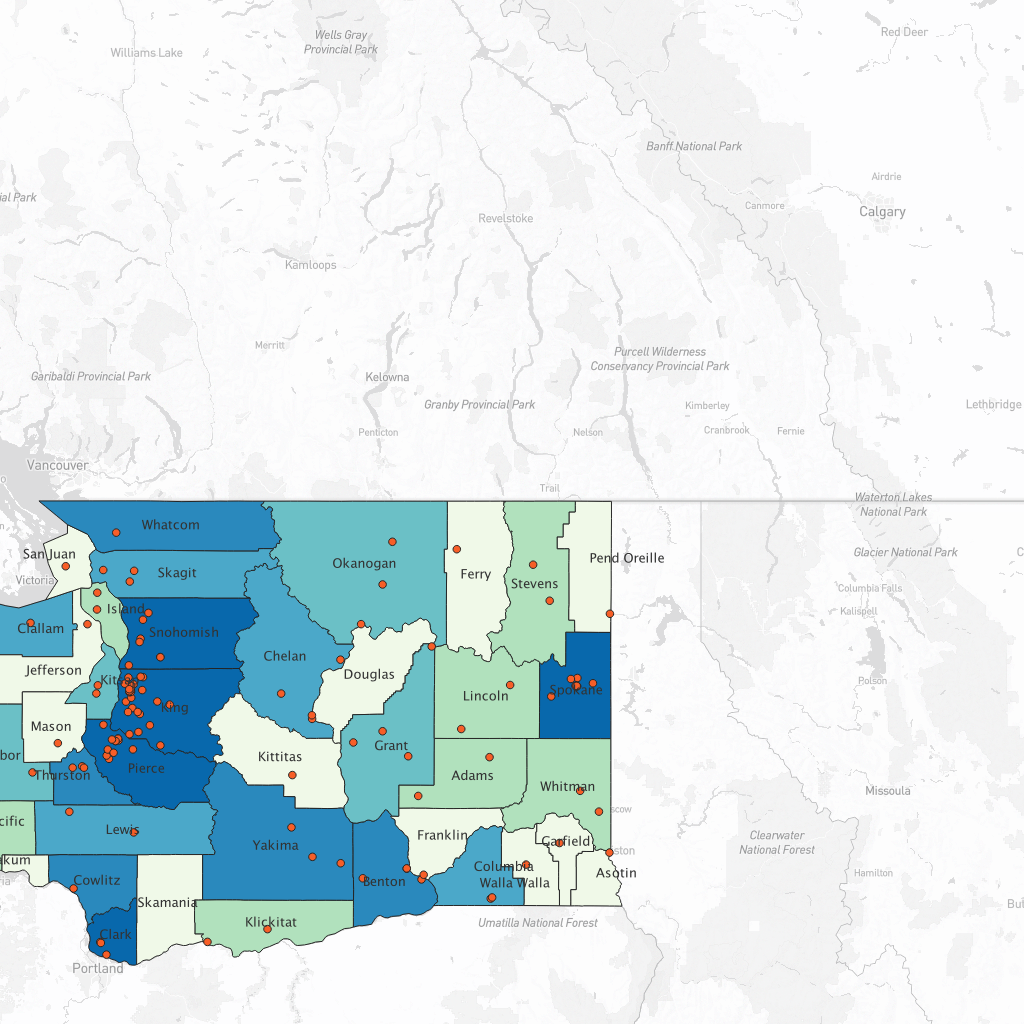 Wells Gray
Provincial Park
Red Deer
Williams Lake
Banff National Park
Airdrie
ial Park
Canmore
Calgary
Revelstoke
Kamloops
Merritt
Purcell Wilderness
Conservancy Provincial Park
Garibaldi Provincial Park
Kelowna
Granby Provincial Park
Kimberley
Lethbridge
Penticton
Nelson
Cranbrook
Fernie
Vancouver
Trail
Waterton Lakes
National Park
Whatcom
San Juan
Okanogan
Pend Oreille
Glacier National Park
Victoria
Skagit
Ferry
Stevens
Columbia Falls
Island
Kalispell
Clallam
Snohomish
Chelan
Jefferson
Douglas
Kits
Polson
Lincoln
Spokane
King
Mason
Grant
bor
Kittitas
Pierce
Thurston
Adams
Whitman
Missoula
scow
cific
Lewis
Franklin
Clearwater
National Forest
Yakima
Garfield
ston
kum
Columbia
Asotin
Hamilton
Cowlitz
Benton
Walla Walla
ria
Skamania
Bu
Klickitat
Umatilla National Forest
Clark
Portland